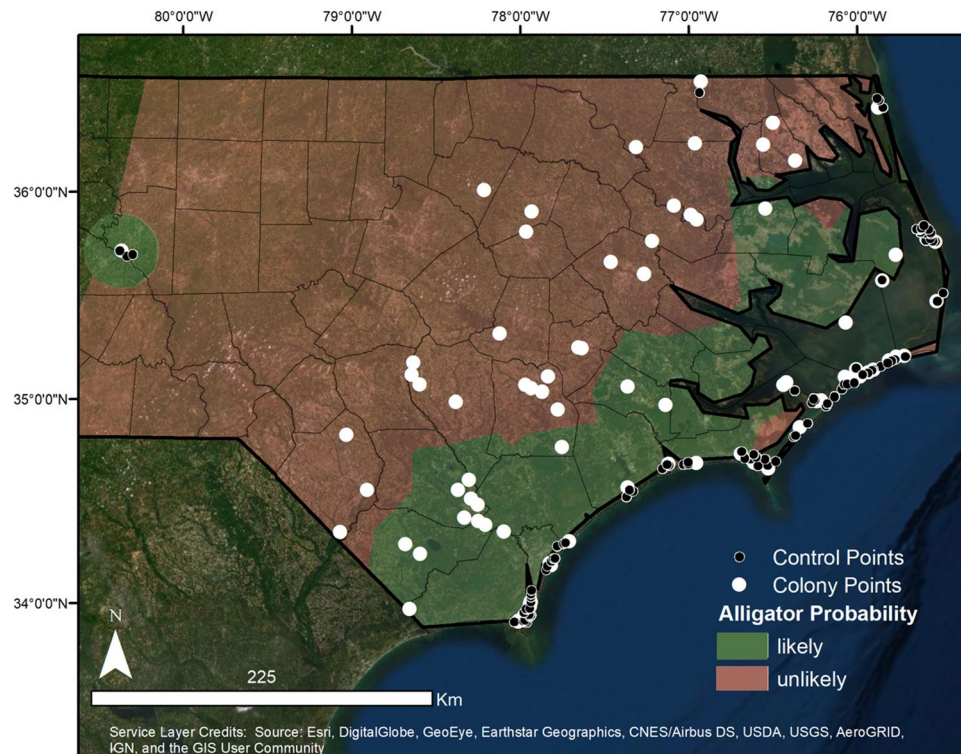 80°0'0"W 79°0'0"W 78°0'0"W 77°0'0"W 76°0'0"W
36°0'0"N
35°0'0"N
34°0'0"N
Control Points
Colony Points
Alligator Probability
likely
unlikely
N
225
Km
Service Layer Credits: Source: Esri, DigitalGlobe, GeoEye, Earthstar Geographics, CNES/Airbus DS, USDA, USGS, AeroGRID,
IGN, and the GIS User Community